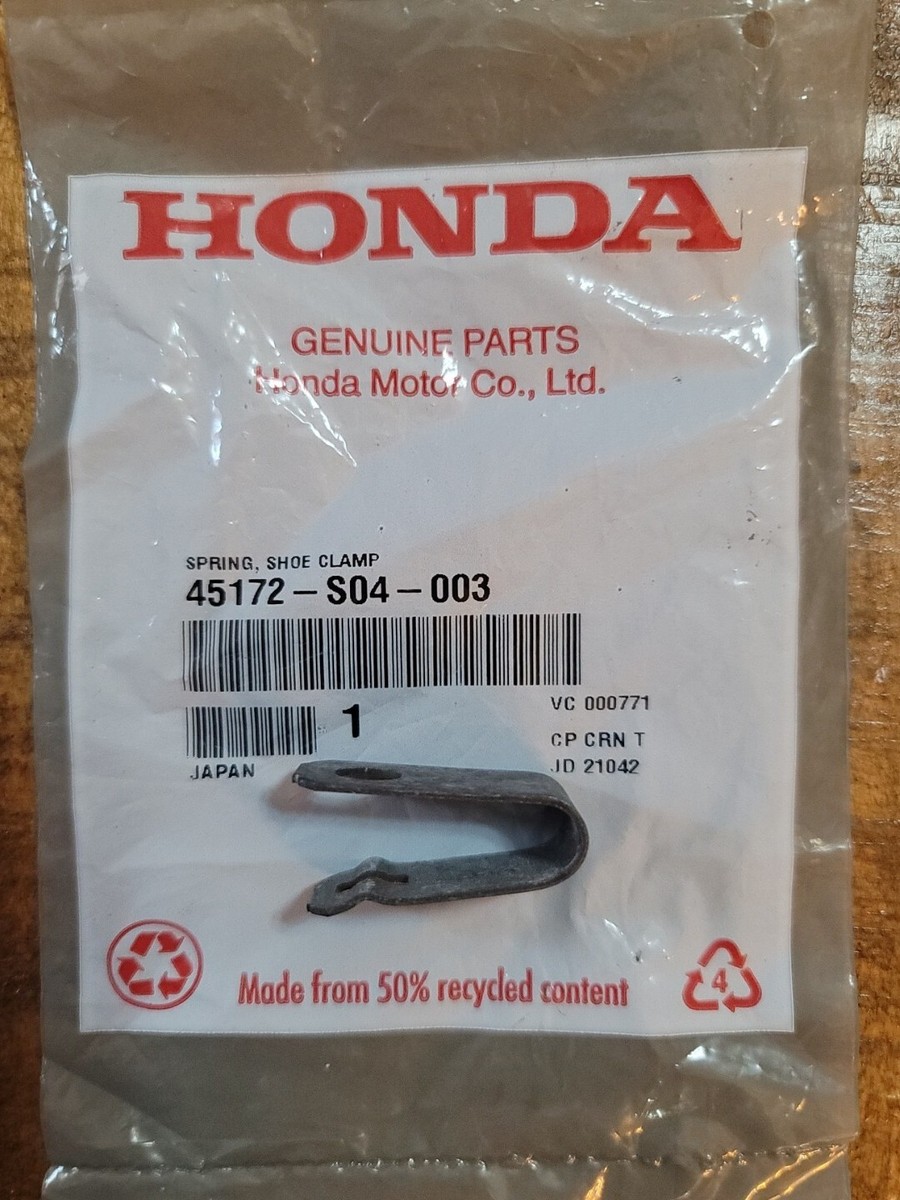 HONDA
GENUINE PARTS
Honda Motor Co., Ltd.
SPRING, SHOE CLAMP
45172-S04-003
1
VC 000771
CP CRN T
JAPAN
JD 21042
Made from 50% recycled content
4